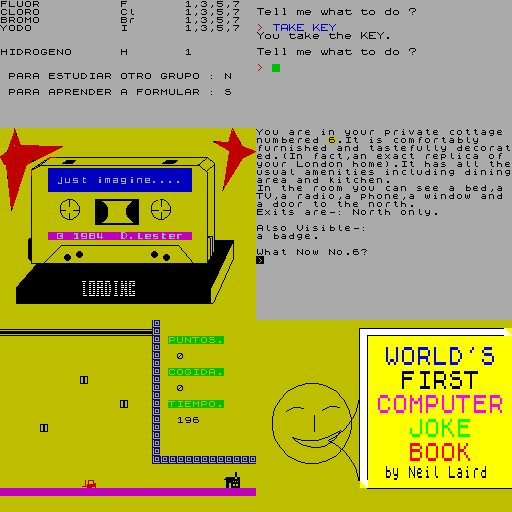 FLUOR F 1,3,5,7
CLORO Cl 1,3,5,7
BROMO Br 1,3,5,7
YODO I 1,3,5,7
HIDROGENO H 1
PARA ESTUDIAR OTRO GRUPO : N
PARA APRENDER A FORMULAR : S
Tell me what to do ?
> TAKE KEY
You take the KEY.
Tell me what to do ?
>
just imagine....
© 1984 D.Lester
LOADING
You are in your private cottage
numbered 6.It is comfortably
furnished and tastefully decorat
ed.(In fact,an exact replica of
your London home).It has all the
usual amenities including dining
area and kitchen.
In the room you can see a bed,a
TV,a radio,a phone,a window and
a door to the north.
Exits are-: North only.
Also Visible-:
a badge.
What Now No.6?
>
PUNTOS.
0
COGIDA.
0
TIEMPO.
196
WORLD'S
FIRST
COMPUTER
JOKE
BOOK
by Neil Laird